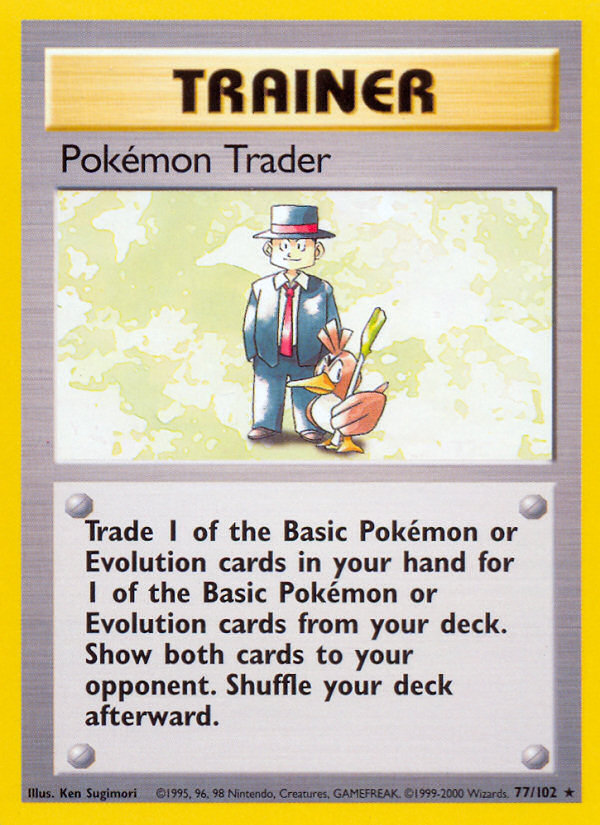 TRAINER
Pokémon Trader
Trade 1 of the Basic Pokémon or
Evolution cards in your hand for
1 of the Basic Pokémon or
Evolution cards from your deck.
Show both cards to your
opponent. Shuffle your deck
afterward.
Illus. Ken Sugimori ©1995, 96, 98 Nintendo, Creatures, GAMEFREAK. ©1999-2000 Wizards. 77/102 ★